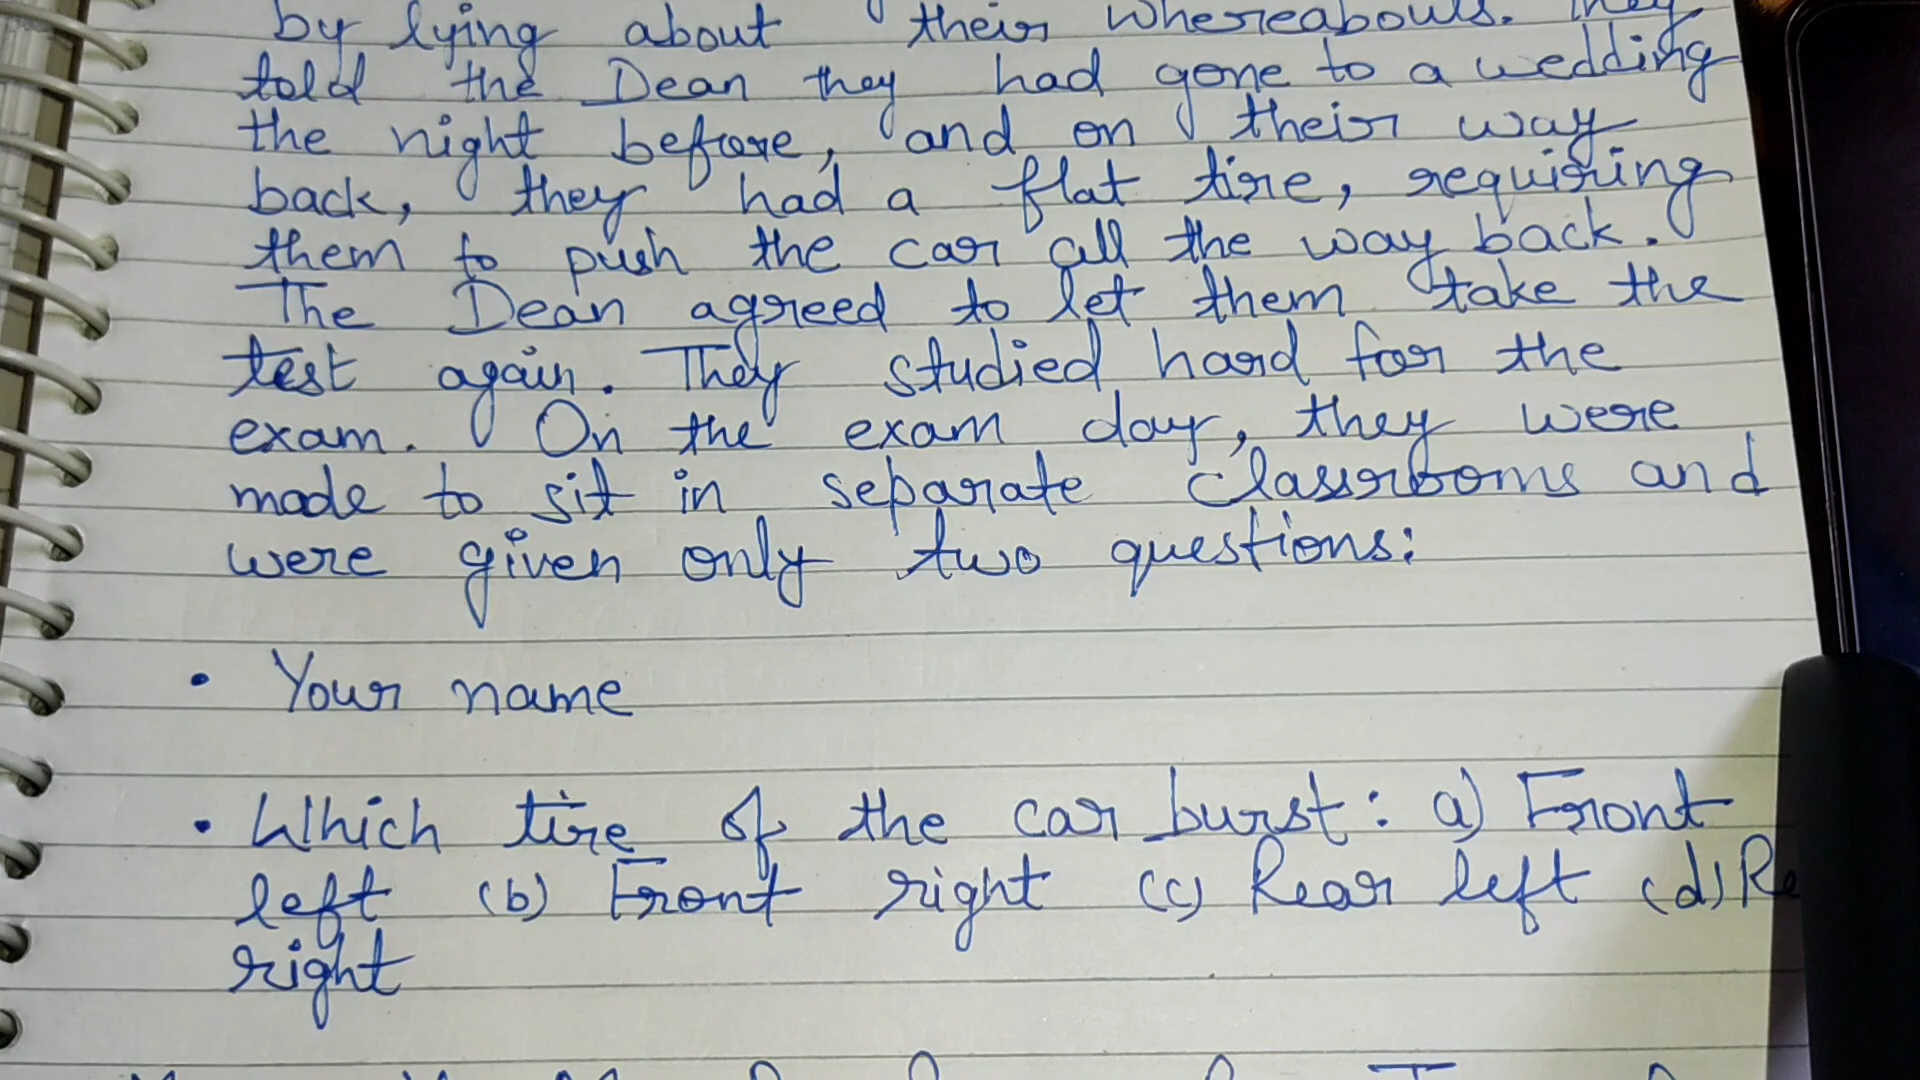 by lying about their whereabouts. They
told the Dean they had gone to a wedding
the night before, and on their way
back, they had a flat tire, requiring
them to push the car all the way back.
The Dean agreed to let them take the
test again. They studied hard for the
exam. On the exam day, they were
made to sit in separate classrooms and
were given only two questions:
• Your name
• Which tire of the car burst: a) Front
left (b) Front right (c) Rear left (d) Re
right